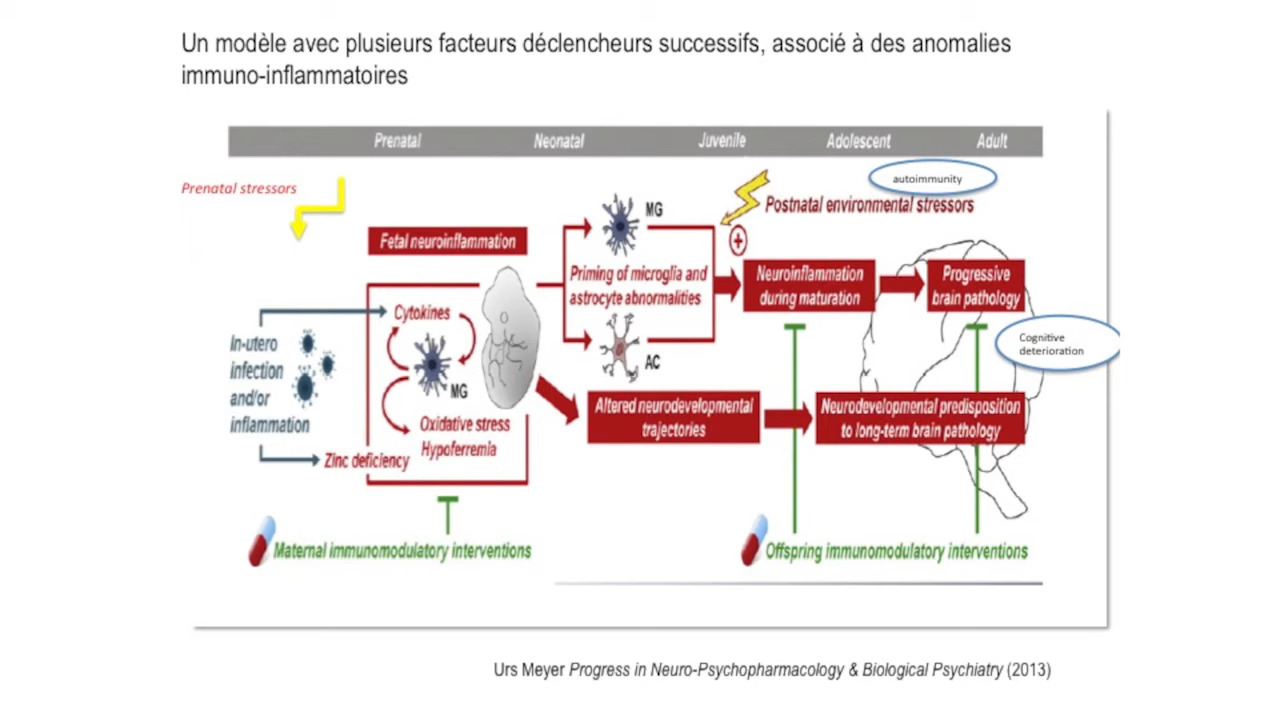 Un modèle avec plusieurs facteurs déclencheurs successifs, associé à des anomalies
immuno-inflammatoires
Prenatal
Neonatal
Juvenile
Adolescent
Adult
Prenatal stressors
autoimmunity
Postnatal environmental stressors
MG
Fetal neuroinflammation
Priming of microglia and
astrocyte abnormalities
Neuroinflammation
during maturation
Progressive
brain pathology
Cytokines
In-utero
infection
and/or
inflammation
MG
AC
Cognitive
deterioration
Oxidative stress
Hypoferremia
Zinc deficiency
Altered neurodevelopmental
trajectories
Neurodevelopmental predisposition
to long-term brain pathology
Maternal immunomodulatory interventions
Offspring immunomodulatory interventions
Urs Meyer Progress in Neuro-Psychopharmacology & Biological Psychiatry (2013)